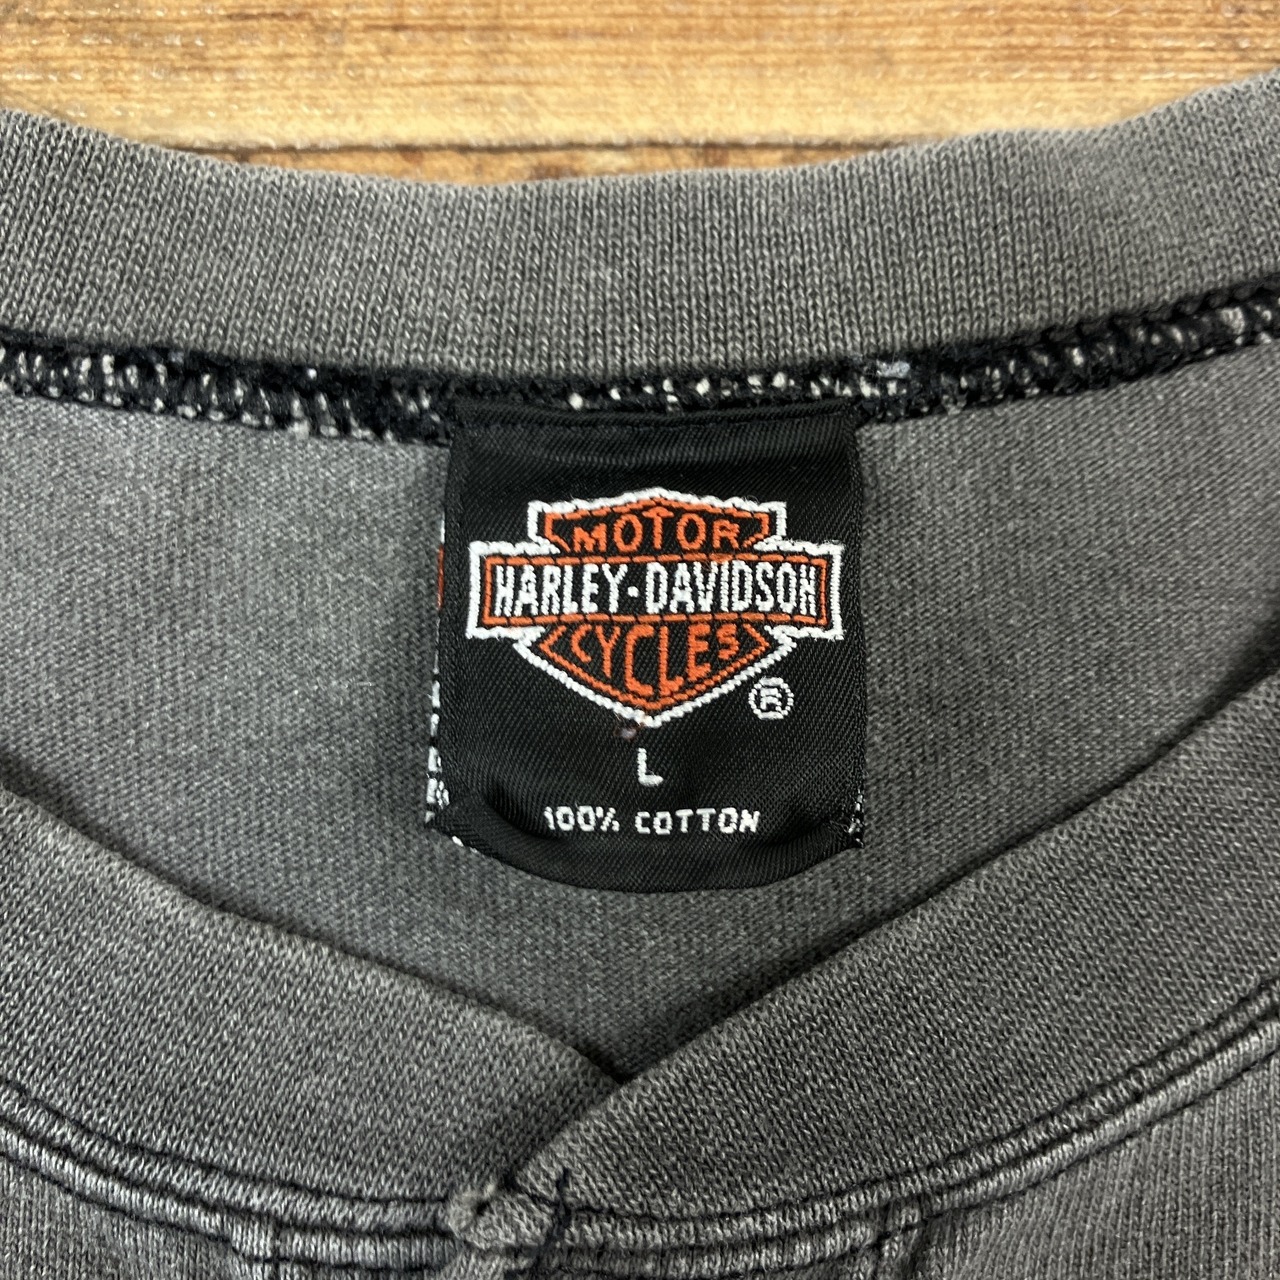 MOTOR
HARLEY-DAVIDSON
CYCLES
®
L
100% COTTON